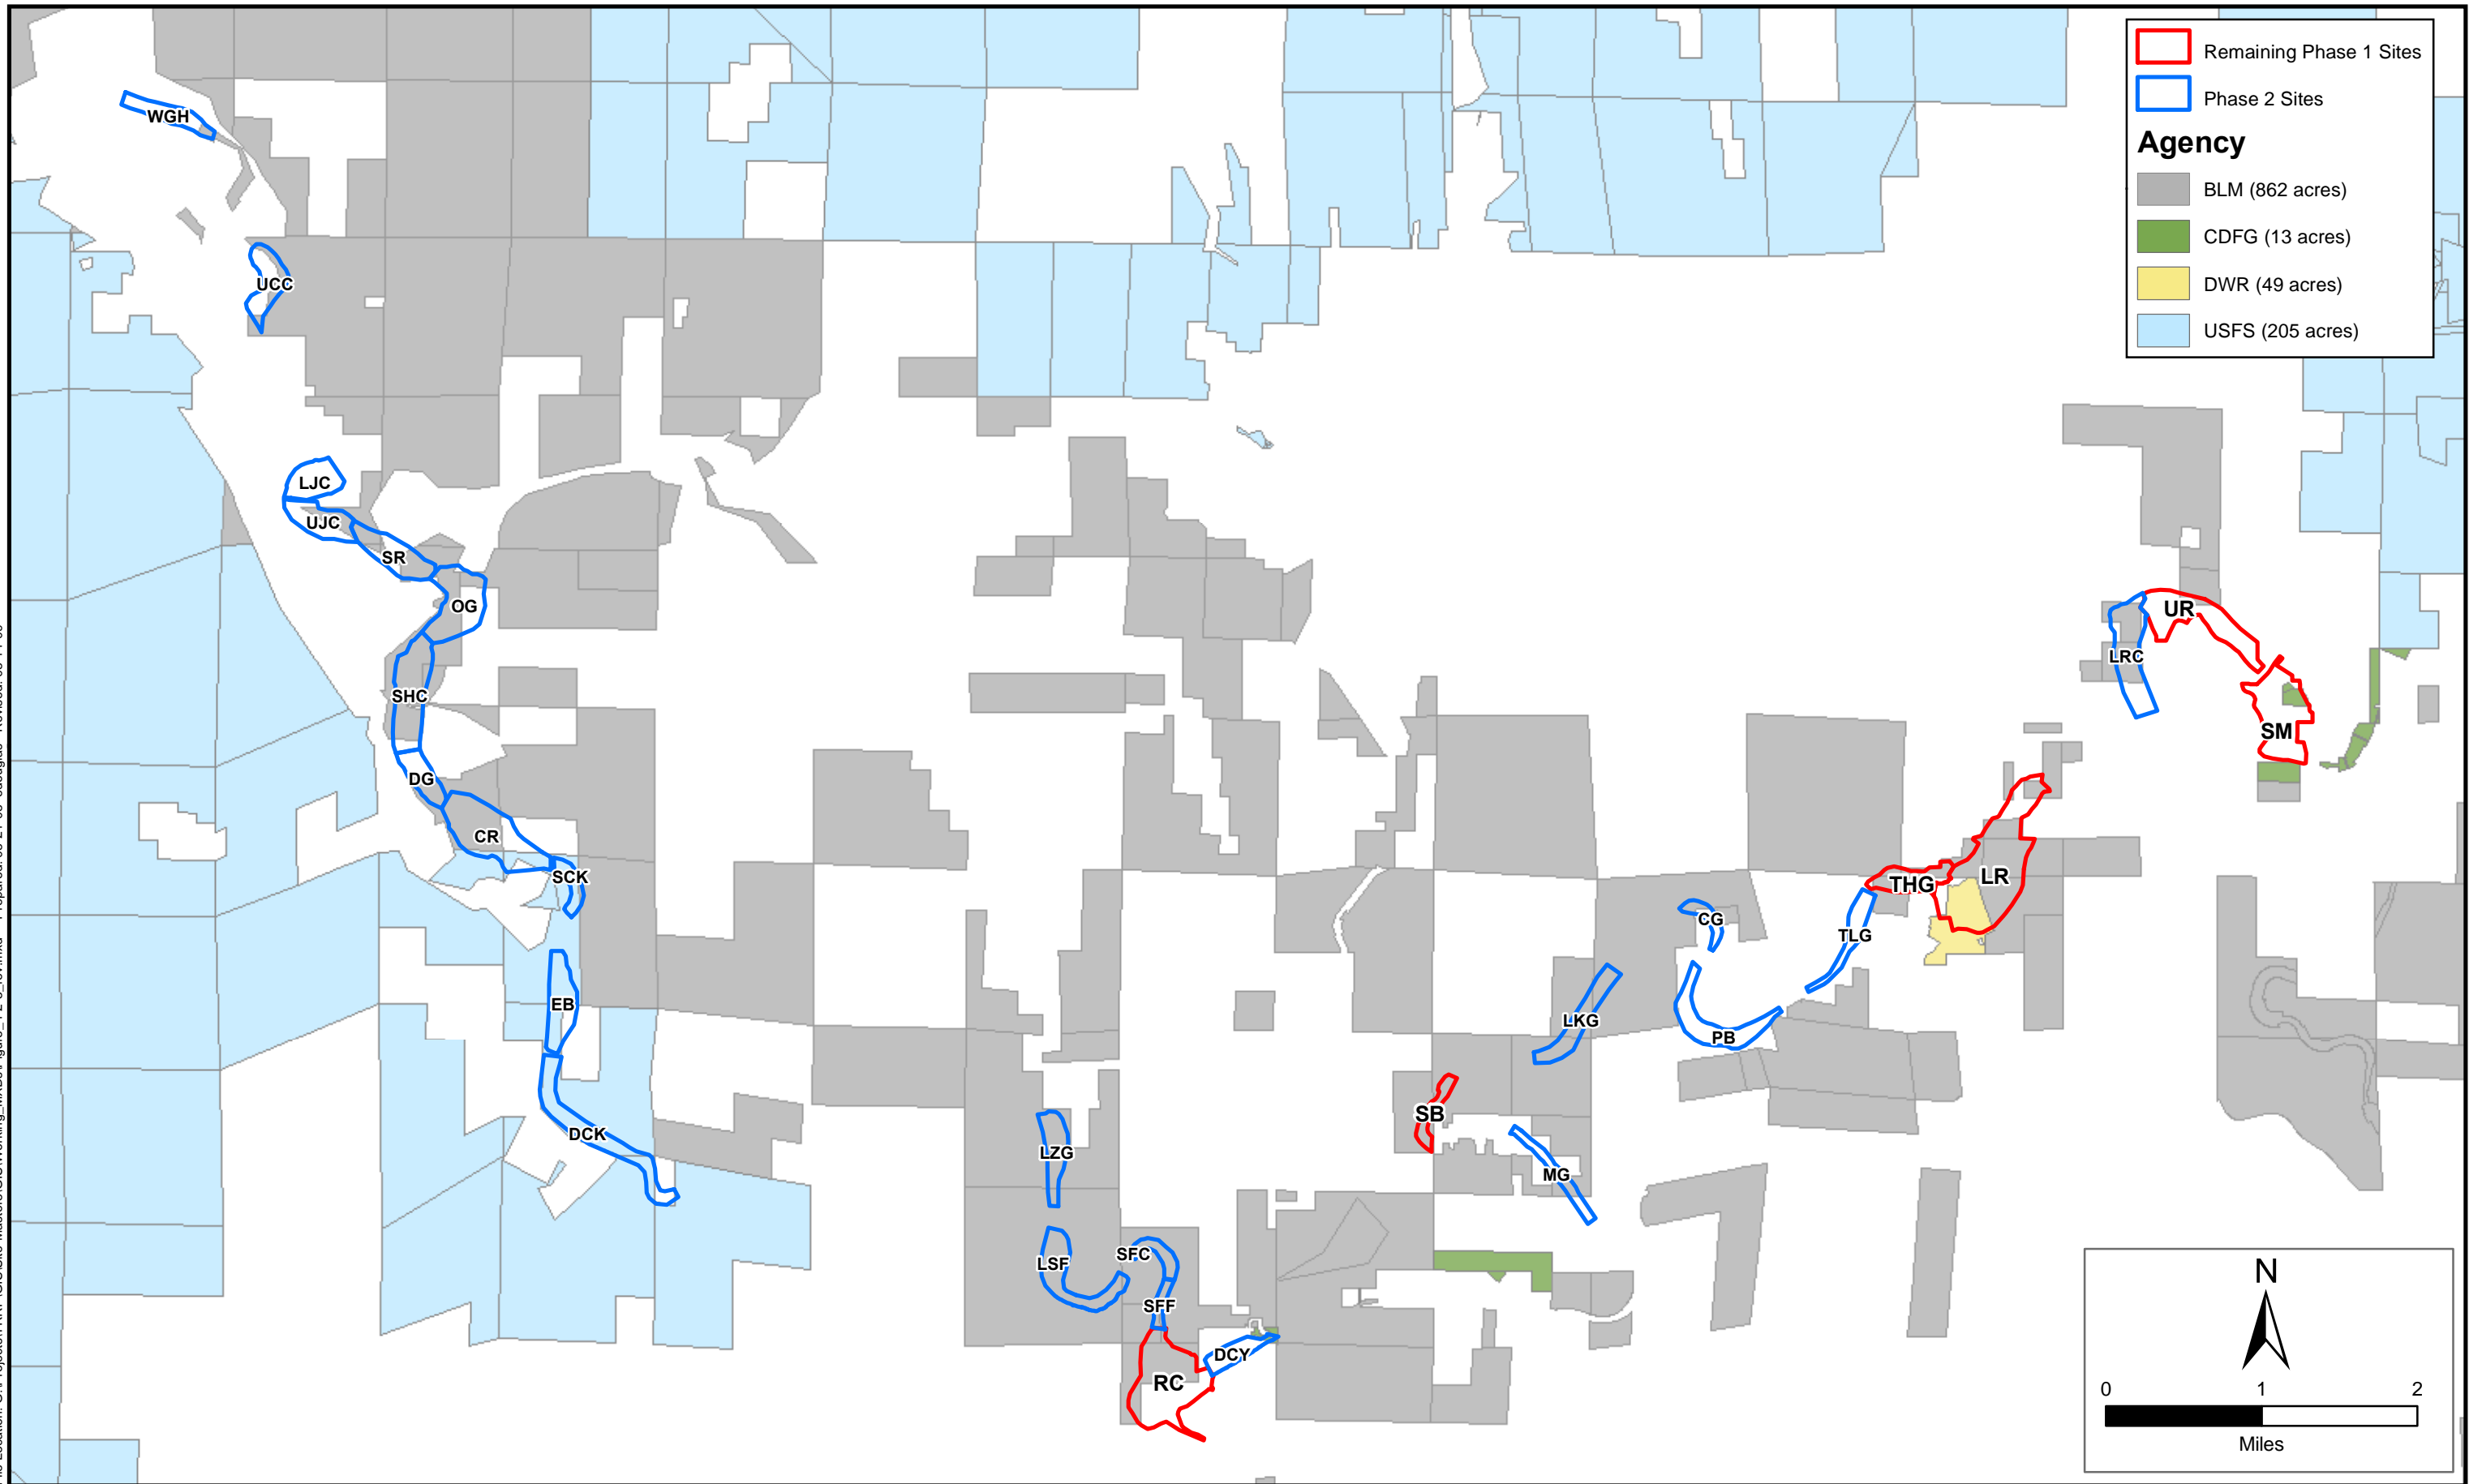 Remaining Phase 1 Sites
Phase 2 Sites
Agency
BLM (862 acres)
CDFG (13 acres)
DWR (49 acres)
USFS (205 acres)
WGH
UCC
LJC
UJC
SR
OG
SHC
DG
CR
SCK
EB
DCK
LZG
LSF
SFC
SFF
DCY
RC
SB
MG
LKG
CG
PB
TLG
THG
LR
LRC
UR
SM
N
0 1 2
Miles